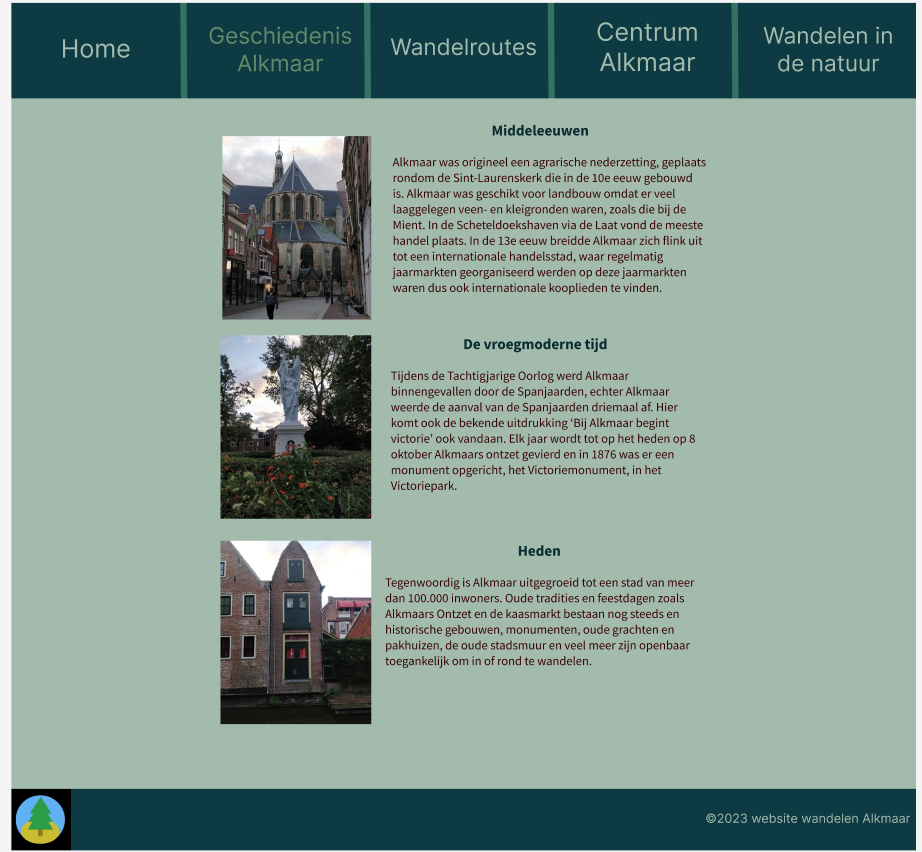 Home
Geschiedenis
Alkmaar
Wandelroutes
Centrum
Alkmaar
Wandelen in
de natuur
Middeleeuwen
Alkmaar was origineel een agrarische nederzetting, geplaats
rondom de Sint-Laurenskerk die in de 10e eeuw gebouwd
is. Alkmaar was geschikt voor landbouw omdat er veel
laaggelegen veen- en kleigronden waren, zoals die bij de
Mient. In de Scheteldoekshaven via de Laat vond de meeste
handel plaats. In de 13e eeuw breidde Alkmaar zich flink uit
tot een internationale handelsstad, waar regelmatig
jaarmarkten georganiseerd werden op deze jaarmarkten
waren dus ook internationale kooplieden te vinden.
De vroegmoderne tijd
Tijdens de Tachtigjarige Oorlog werd Alkmaar
binnengevallen door de Spanjaarden, echter Alkmaar
weerde de aanval van de Spanjaarden driemaal af. Hier
komt ook de bekende uitdrukking ‘Bij Alkmaar begint
victorie’ ook vandaan. Elk jaar wordt tot op het heden op 8
oktober Alkmaars ontzet gevierd en in 1876 was er een
monument opgericht, het Victoriemonument, in het
Victoriepark.
Heden
Tegenwoordig is Alkmaar uitgegroeid tot een stad van meer
dan 100.000 inwoners. Oude tradities en feestdagen zoals
Alkmaars Ontzet en de kaasmarkt bestaan nog steeds en
historische gebouwen, monumenten, oude grachten en
pakhuizen, de oude stadsmuur en veel meer zijn openbaar
toegankelijk om in of rond te wandelen.
©2023 website wandelen Alkmaar